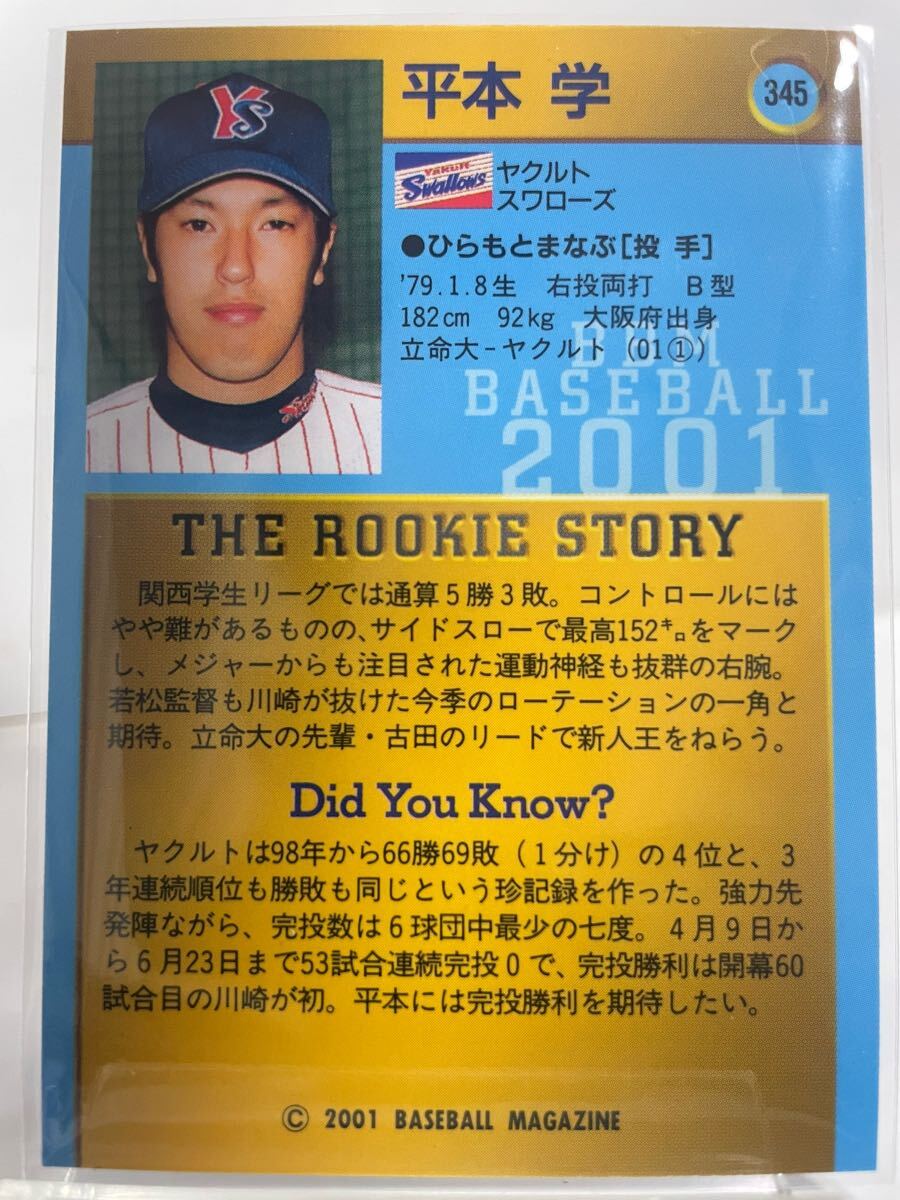 平本 学
345
YS
Yakult
Swallows
ヤクルト
スワローズ
●ひらもとまなぶ[投 手]
'79.1.8生 右投両打 B型
182cm 92kg 大阪府出身
立命大-ヤクルト(01①)
BBM
BASEBALL
2001
THE ROOKIE STORY
関西学生リーグでは通算5勝3敗。コントロールには
やや難があるものの、サイドスローで最高152㌔をマーク
し、メジャーからも注目された運動神経も抜群の右腕。
若松監督も川崎が抜けた今季のローテーションの一角と
期待。立命大の先輩・古田のリードで新人王をねらう。
Did You Know?
ヤクルトは98年から66勝69敗(1分け)の4位と、3
年連続順位も勝敗も同じという珍記録を作った。強力先
発陣ながら、完投数は6球団中最少の七度。4月9日か
ら6月23日まで53試合連続完投0で、完投勝利は開幕60
試合目の川崎が初。平本には完投勝利を期待したい。
© 2001 BASEBALL MAGAZINE